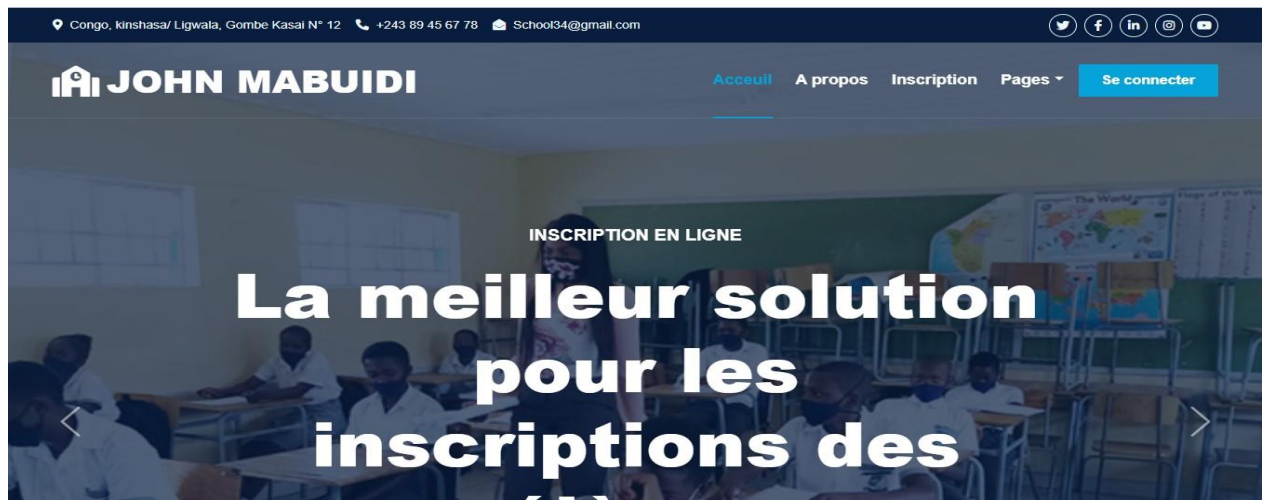 Congo, kinshasa/ Ligwala, Gombe Kasai N° 12 +243 89 45 67 78 School34@gmail.com
JOHN MABUIDI
Acceuil A propos Inscription Pages Se connecter
The World
INSCRIPTION EN LIGNE
La meilleur solution
pour les
inscriptions des